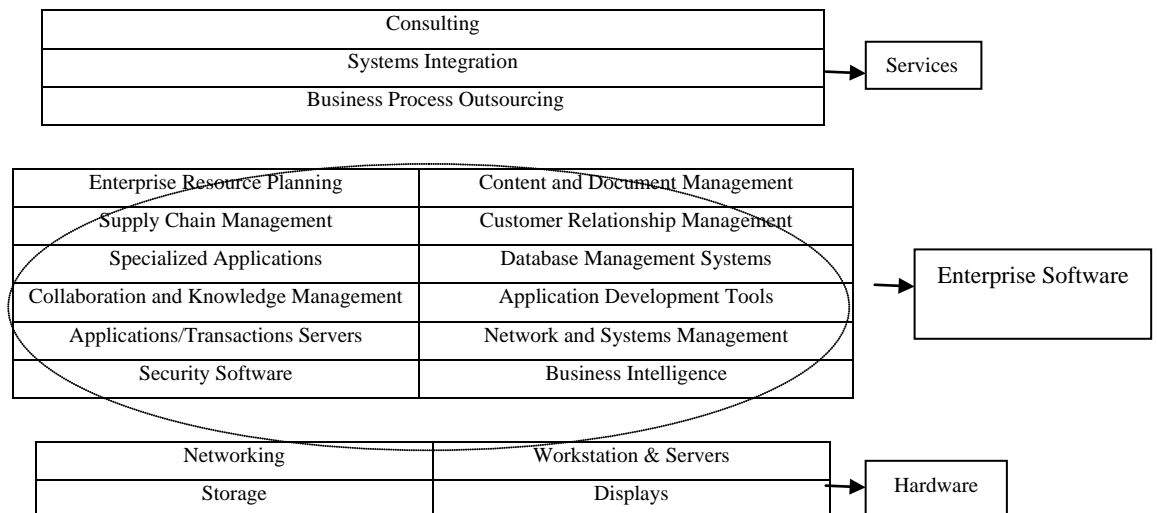 Consulting
Systems Integration
Business Process Outsourcing
Services
Enterprise Resource Planning Content and Document Management
Supply Chain Management Customer Relationship Management
Specialized Applications Database Management Systems
Collaboration and Knowledge Management Application Development Tools
Applications/Transactions Servers Network and Systems Management
Security Software Business Intelligence
Enterprise Software
Networking Workstation & Servers
Storage Displays
Hardware